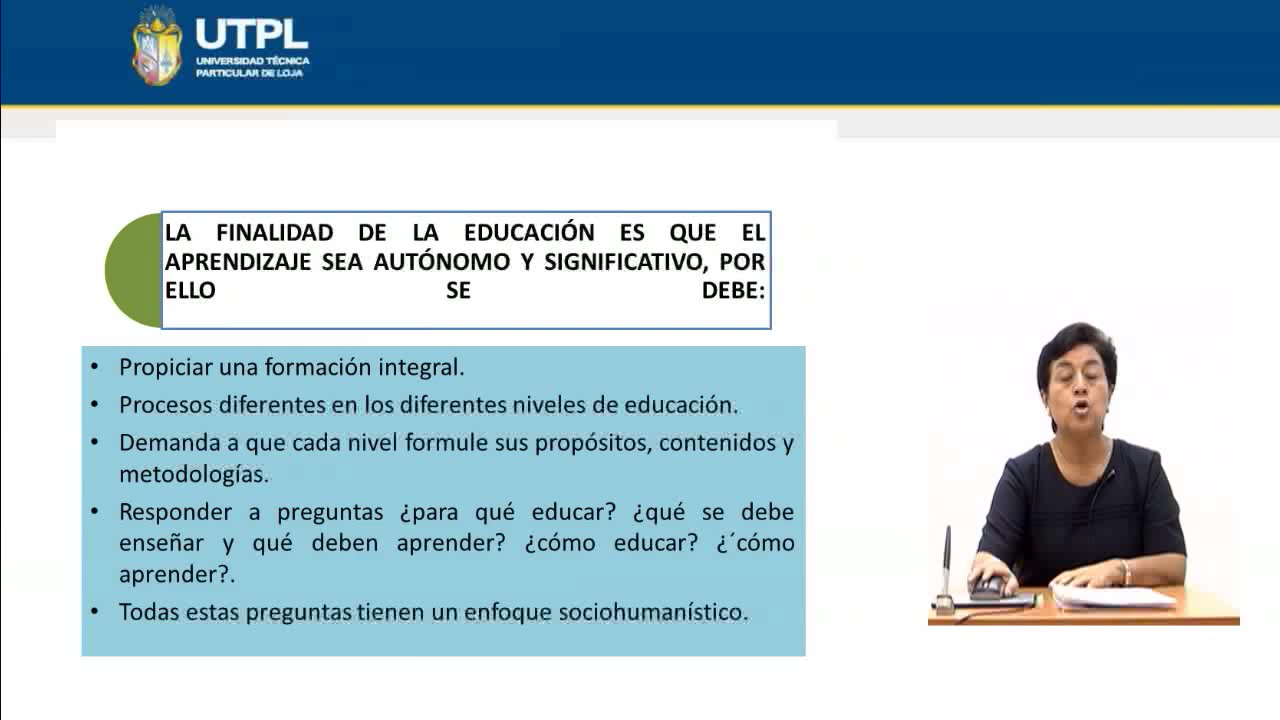 UTPL
UNIVERSIDAD TÉCNICA
PARTICULAR DE LOJA
LA FINALIDAD DE LA EDUCACIÓN ES QUE EL
APRENDIZAJE SEA AUTÓNOMO Y SIGNIFICATIVO, POR
ELLO SE DEBE:
• Propiciar una formación integral.
• Procesos diferentes en los diferentes niveles de educación.
• Demanda a que cada nivel formule sus propósitos, contenidos y
metodologías.
• Responder a preguntas ¿para qué educar? ¿qué se debe
enseñar y qué deben aprender? ¿cómo educar? ¿´cómo
aprender?.
• Todas estas preguntas tienen un enfoque sociohumanístico.